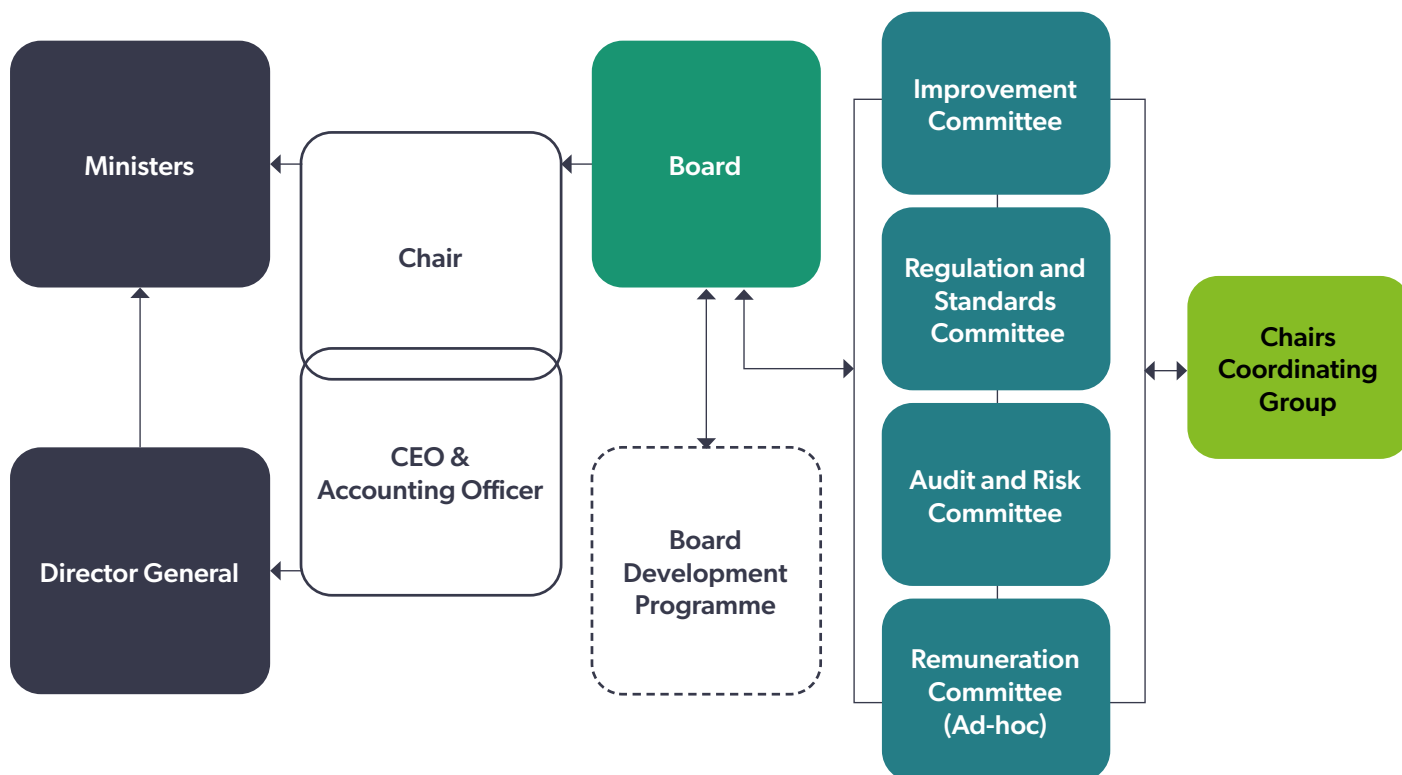 Ministers
Chair
CEO &
Accounting Officer
Director General
Board
Board
Development
Programme
Improvement
Committee
Regulation and
Standards
Committee
Audit and Risk
Committee
Remuneration
Committee
(Ad-hoc)
Chairs
Coordinating
Group